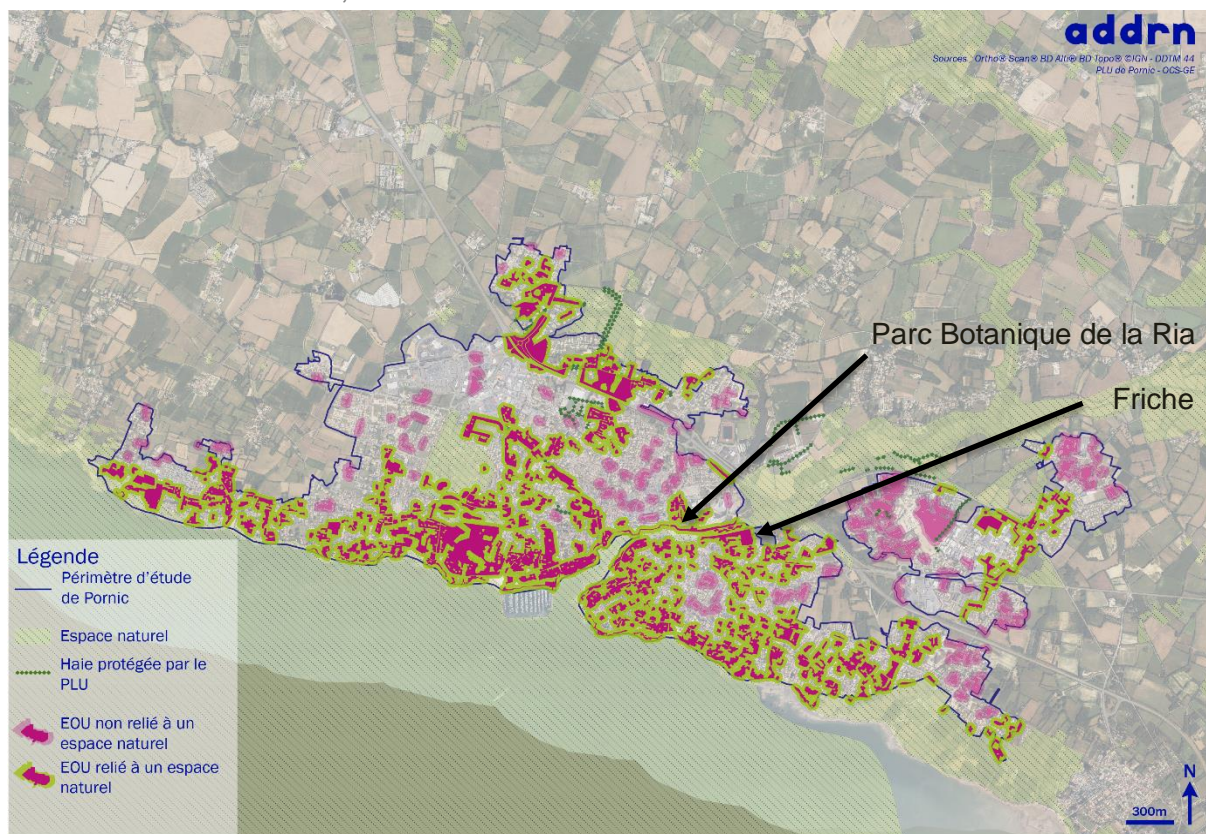 addrn
Sources : Ortho® Scan® BD Alti® BD Topo® ©IGN - DDTM 44
PLU de Pornic - OCS-GE
Parc Botanique de la Ria
Friche
Légende
Périmètre d'étude
de Pornic
Espace naturel
Haie protégée par le
PLU
EOU non relié à un
espace naturel
EOU relié à un espace
naturel
N
300m